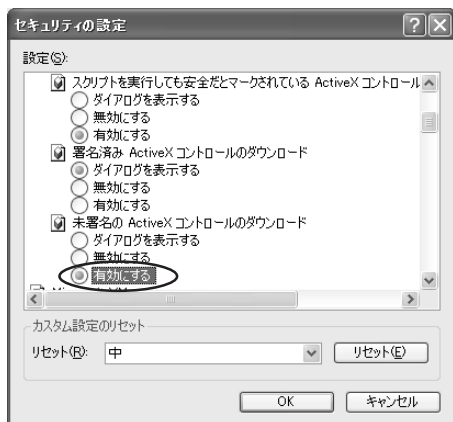 セキュリティの設定
設定(S):
スクリプトを実行しても安全だとマークされている ActiveX コントロール
ダイアログを表示する
無効にする
有効にする
署名済み ActiveX コントロールのダウンロード
ダイアログを表示する
無効にする
有効にする
未署名の ActiveX コントロールのダウンロード
ダイアログを表示する
無効にする
有効にする
カスタム設定のリセット
リセット(R): 中 リセット(E)
OK キャンセル